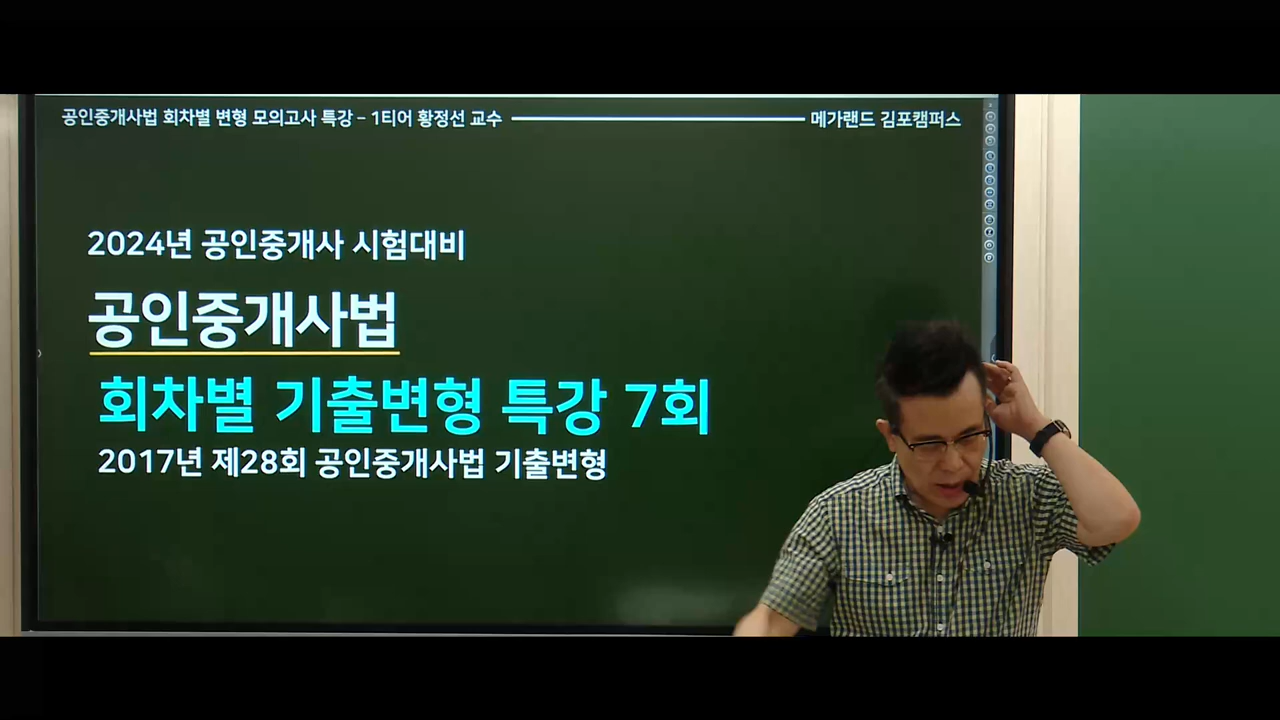 공인중개사법 회차별 변형 모의고사 특강 - 1티어 황정선 교수
메가랜드 김포캠퍼스
2024년 공인중개사 시험대비
공인중개사법
회차별 기출변형 특강 7회
2017년 제28회 공인중개사법 기출변형